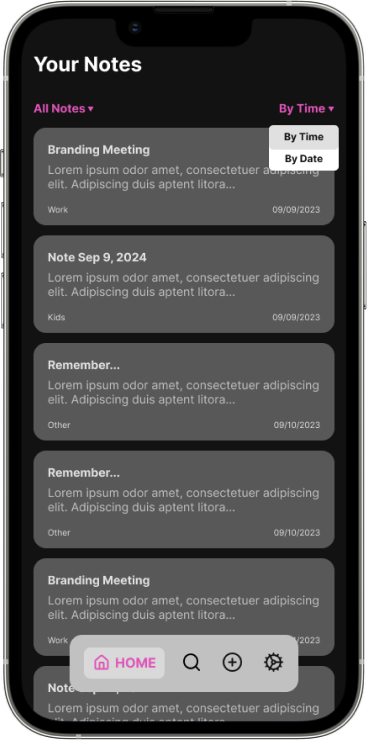 Your Notes
All Notes ▾
By Time ▾
By Time
By Date
Branding Meeting
Lorem ipsum odor amet, consectetuer adipiscing
elit. Adipiscing duis aptent litora...
Work
09/09/2023
Note Sep 9, 2024
Lorem ipsum odor amet, consectetuer adipiscing
elit. Adipiscing duis aptent litora...
Kids
09/09/2023
Remember...
Lorem ipsum odor amet, consectetuer adipiscing
elit. Adipiscing duis aptent litora...
Other
09/10/2023
Remember...
Lorem ipsum odor amet, consectetuer adipiscing
elit. Adipiscing duis aptent litora...
Other
09/10/2023
Branding Meeting
Lorem ipsum odor amet, consectetuer adipiscing
elit. Adipiscing duis aptent litora...
Work
HOME